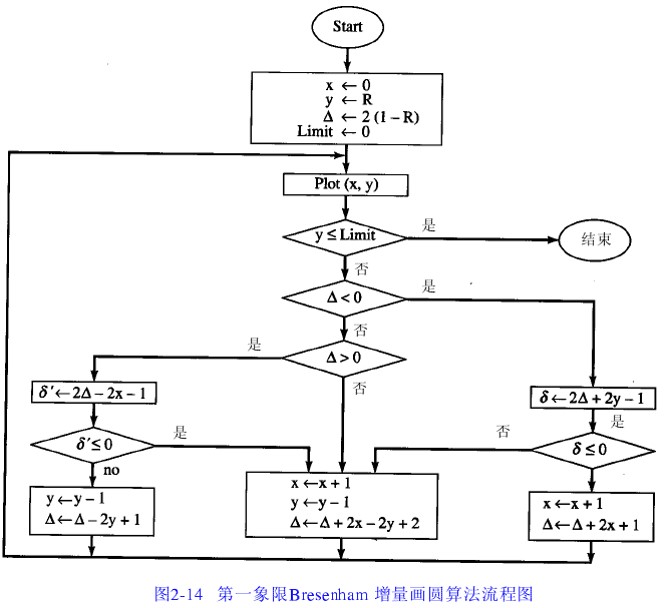 Start
x ← 0
y ← R
Δ ← 2 (1 – R)
Limit ← 0
Plot (x, y)
y ≤ Limit
是
结束
否
Δ < 0
是
否
Δ > 0
是
否
δ′ ← 2Δ – 2x – 1
δ ← 2Δ + 2y – 1
是
δ′ ≤ 0
是
no
否
δ ≤ 0
y ← y – 1
Δ ← Δ – 2y + 1
x ← x + 1
y ← y – 1
Δ ← Δ + 2x – 2y + 2
x ← x + 1
Δ ← Δ + 2x + 1
图2-14 第一象限Bresenham 增量画圆算法流程图